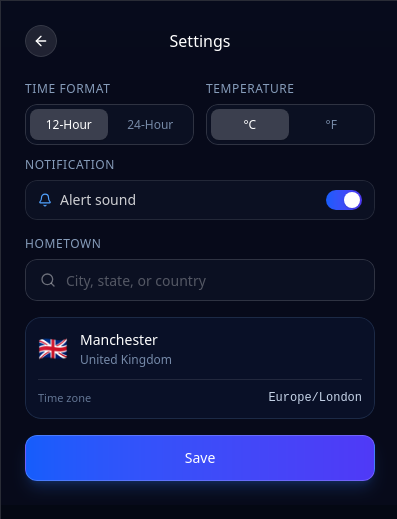 Settings
TIME FORMAT
TEMPERATURE
12-Hour
24-Hour
°C
°F
NOTIFICATION
Alert sound
HOMETOWN
City, state, or country
Manchester
United Kingdom
Time zone
Europe/London
Save